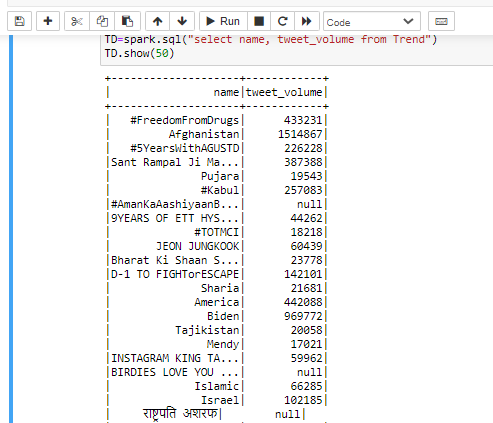 Run
Code
TD=spark.sql("select name, tweet_volume from Trend")
TD.show(50)
+--------------------+------------+
|                name|tweet_volume|
+--------------------+------------+
|    #FreedomFromDrugs|      433231|
|         Afghanistan|     1514867|
|    #5YearsWithAGUSTD|      226228|
|Sant Rampal Ji Ma...|      387388|
|              Pujara|       19543|
|              #Kabul|      257083|
|#AmanKaAashiyaanB...|        null|
|9YEARS OF ETT HYS...|       44262|
|             #TOTMCI|       18218|
|       JEON JUNGKOOK|       60439|
|Bharat Ki Shaan S...|       23778|
|D-1 TO FIGHTorESCAPE|      142101|
|              Sharia|       21681|
|             America|      442088|
|               Biden|      969772|
|          Tajikistan|       20058|
|               Mendy|       17021|
|INSTAGRAM KING TA...|       59962|
|BIRDIES LOVE YOU ...|        null|
|             Islamic|       66285|
|              Israel|      102185|
|     राष्ट्रपति अशरफ|        null|